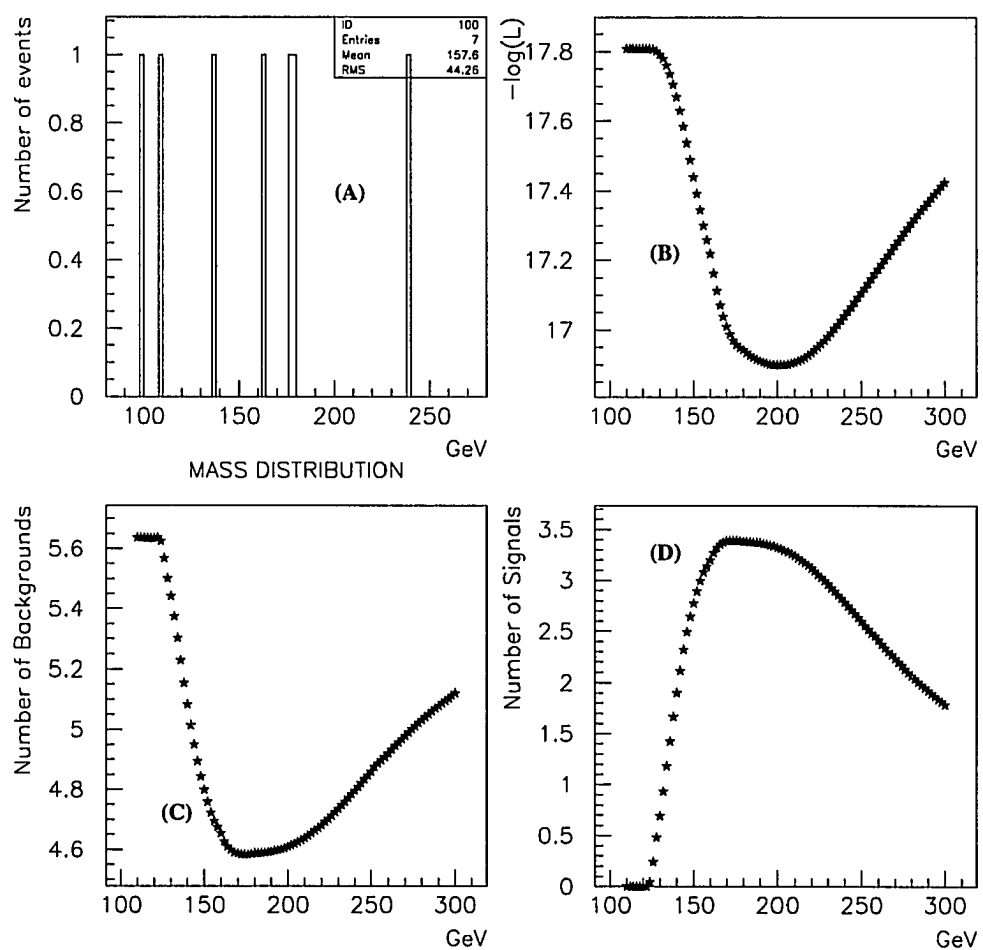 Number of events
ID 100
Entries 7
Mean 157.6
RMS 44.26
1
0.8
0.6
0.4
0.2
0
(A)
100 150 200 250
GeV
MASS DISTRIBUTION
−log(L)
17.8
17.6
17.4
17.2
17
(B)
100 150 200 250 300
GeV
Number of Backgrounds
5.6
5.4
5.2
5
4.8
4.6
(C)
100 150 200 250 300
GeV
Number of Signals
3.5
3
2.5
2
1.5
1
0.5
0
(D)
100 150 200 250 300
GeV